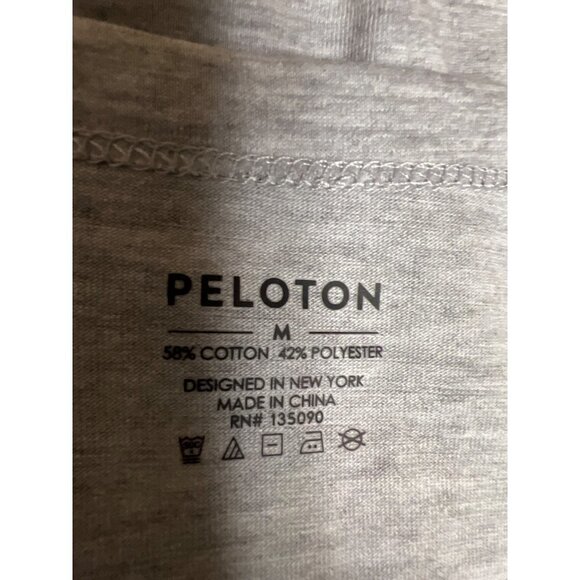 PELOTON
M
58% COTTON 42% POLYESTER
DESIGNED IN NEW YORK
MADE IN CHINA
RN# 135090